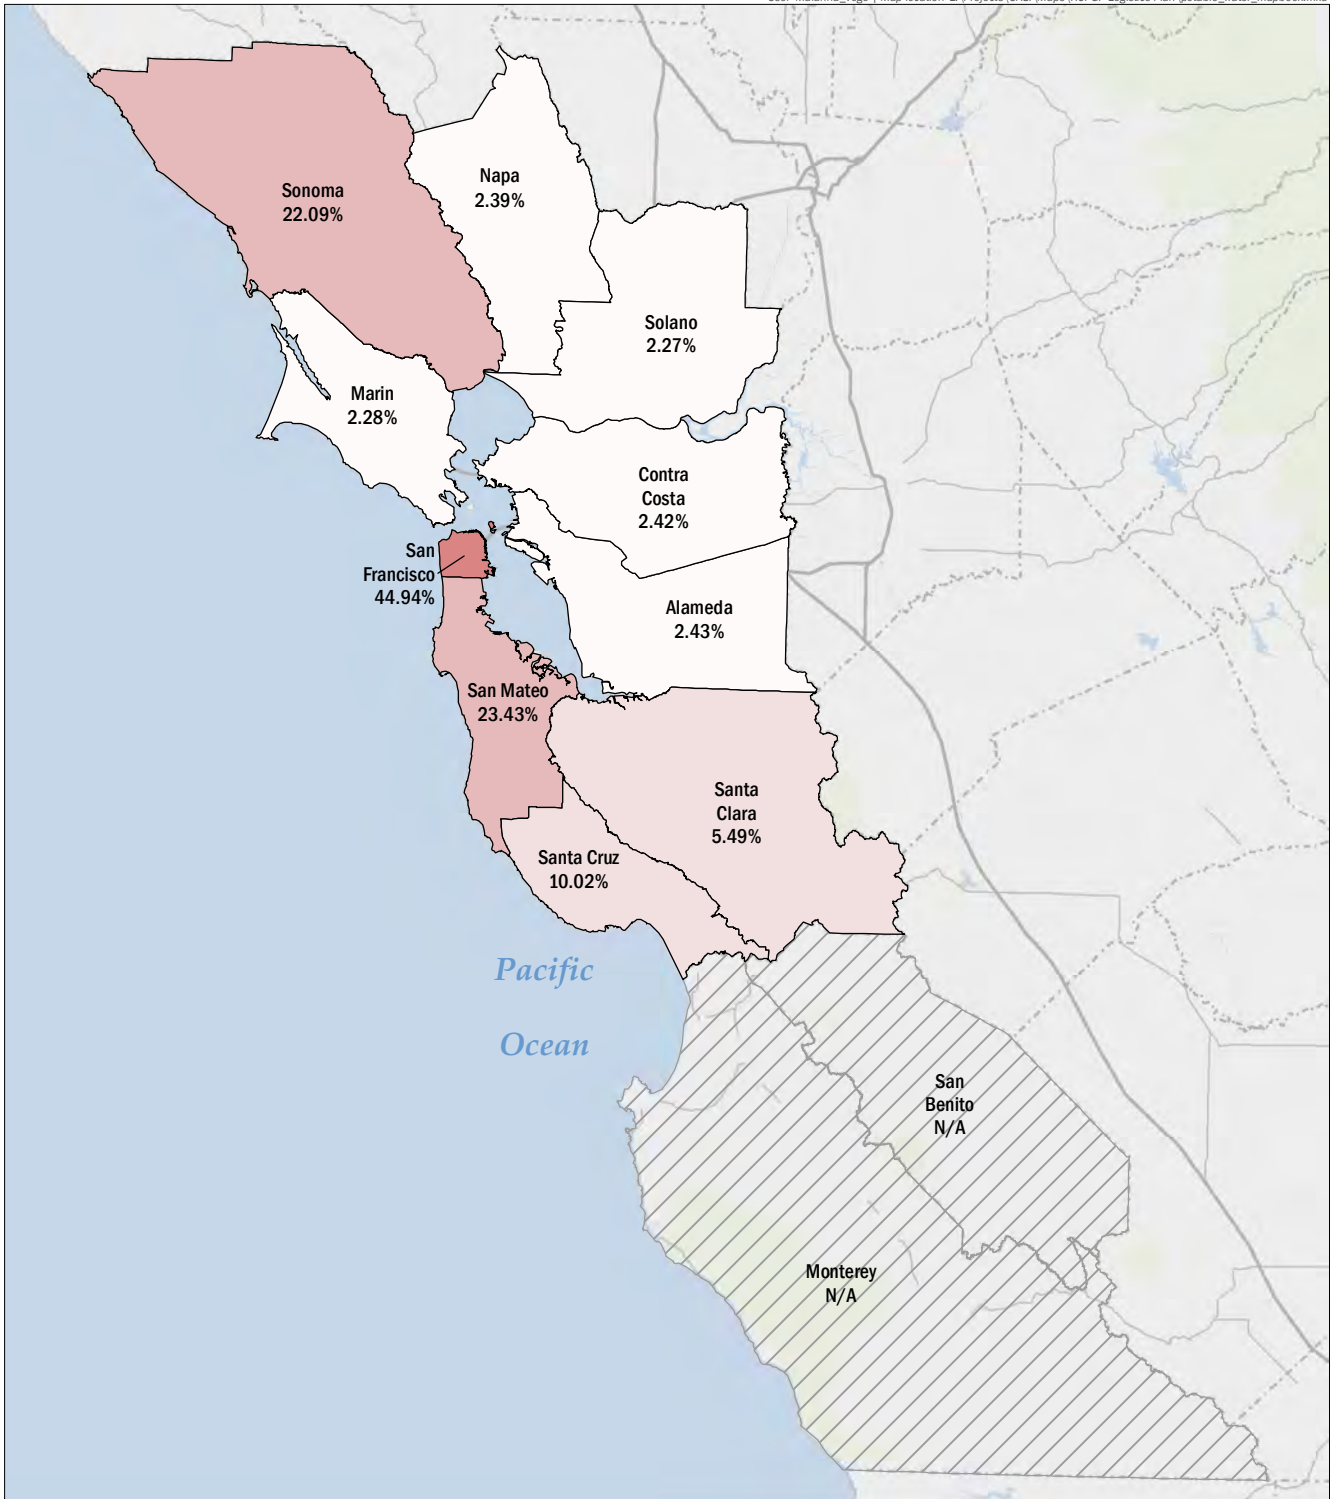 Sonoma
22.09%
Napa
2.39%
Solano
2.27%
Marin
2.28%
Contra
Costa
2.42%
San
Francisco
44.94%
Alameda
2.43%
San Mateo
23.43%
Santa
Clara
5.49%
Santa Cruz
10.02%
Pacific
Ocean
San
Benito
N/A
Monterey
N/A